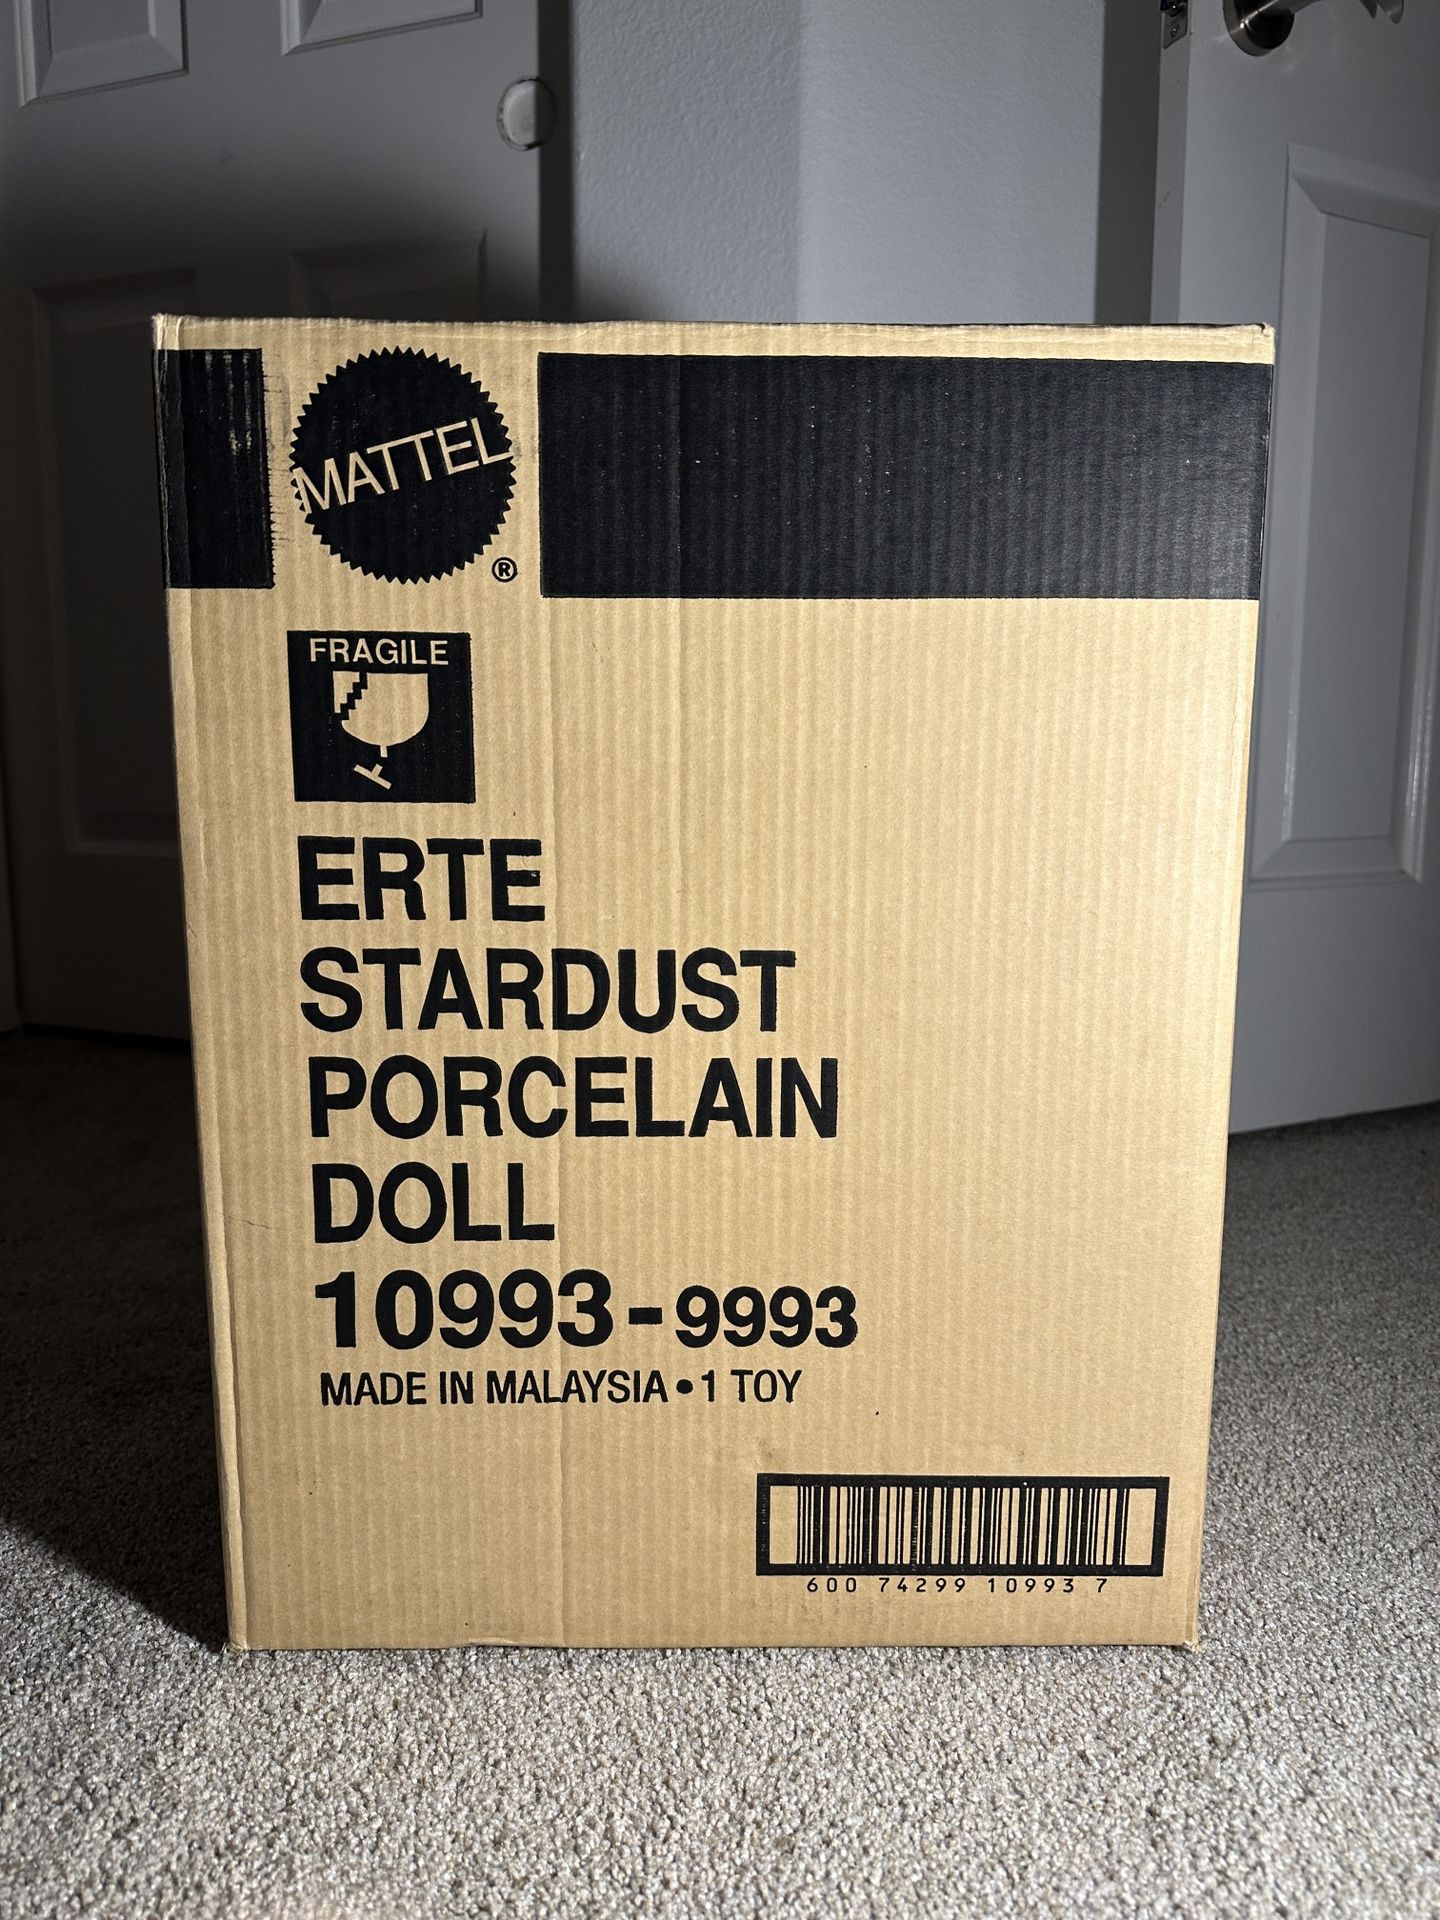 MATTEL
®
FRAGILE
ERTE
STARDUST
PORCELAIN
DOLL
10993-9993
MADE IN MALAYSIA • 1 TOY
600 74299 10993 7